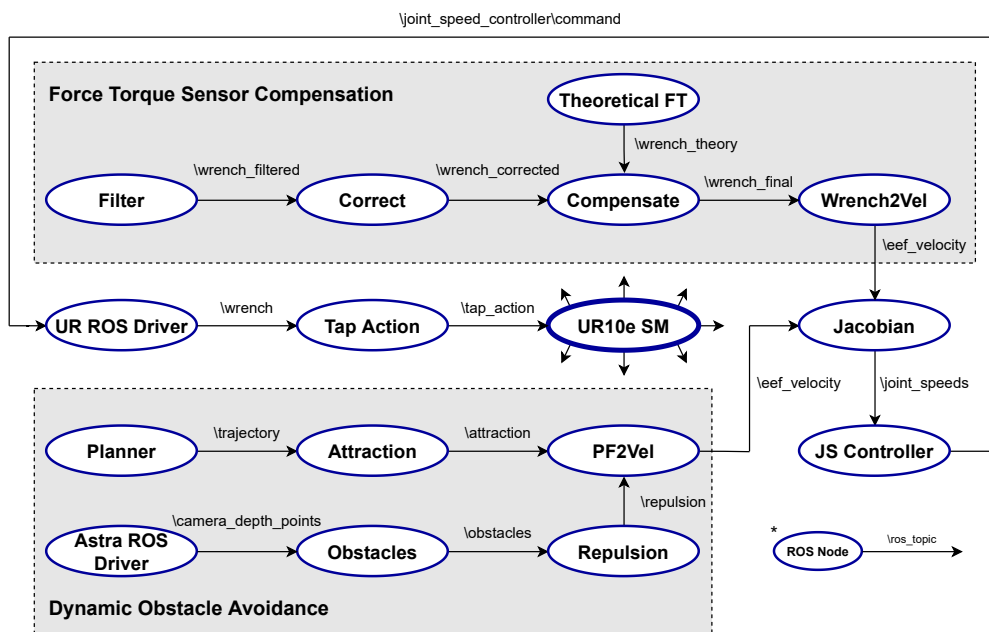 \joint_speed_controller\command
Force Torque Sensor Compensation
Theoretical FT
\wrench_theory
\wrench_filtered
\wrench_corrected
\wrench_final
Filter
Correct
Compensate
Wrench2Vel
\eef_velocity
\wrench
\tap_action
UR ROS Driver
Tap Action
UR10e SM
Jacobian
\eef_velocity
\joint_speeds
\trajectory
\attraction
Planner
Attraction
PF2Vel
JS Controller
\repulsion
\camera_depth_points
\obstacles
Astra ROS
Driver
Obstacles
Repulsion
*
ROS Node
\ros_topic
Dynamic Obstacle Avoidance